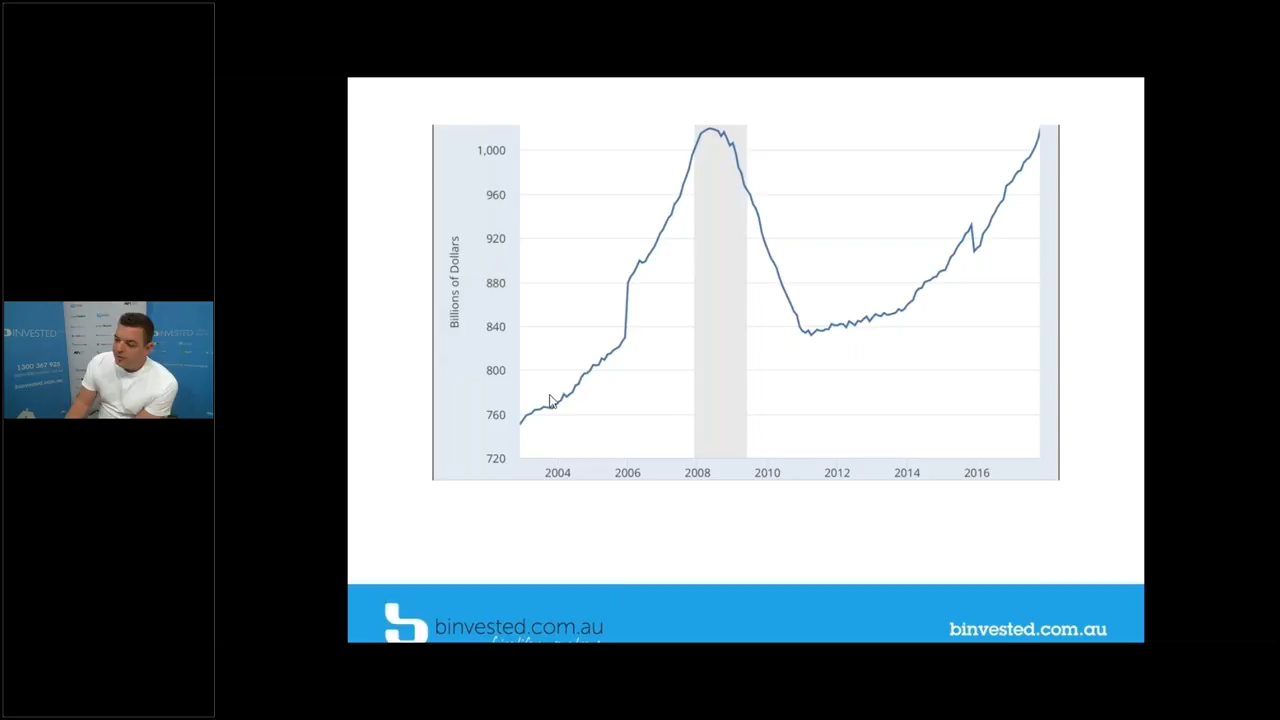 1,000
960
920
880
840
800
760
720
Billions of Dollars
2004 2006 2008 2010 2012 2014 2016
binvested.com.au
binvested.com.au
BINVESTED
1300 367 925
binvested.com.au
BINVESTED